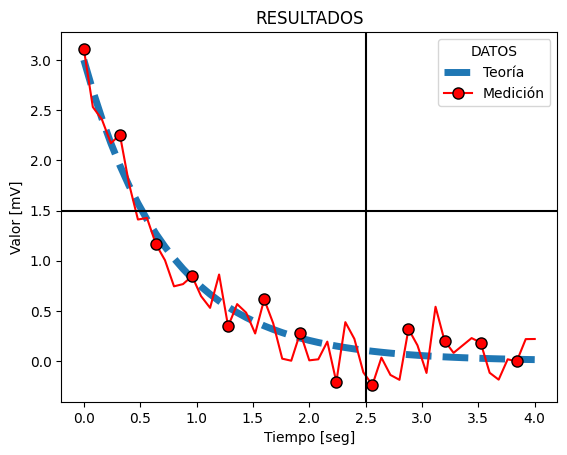 RESULTADOS
DATOS
Teoría
Medición
Valor [mV]
3.0
2.5
2.0
1.5
1.0
0.5
0.0
0.0 0.5 1.0 1.5 2.0 2.5 3.0 3.5 4.0
Tiempo [seg]